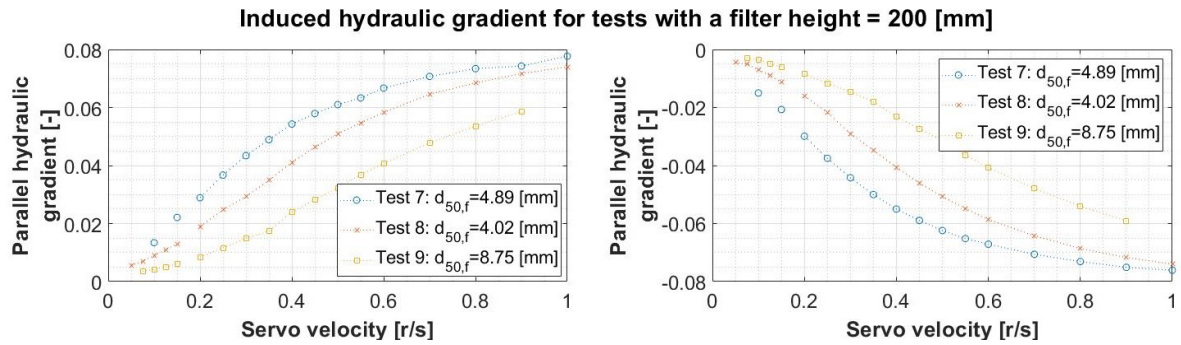 Induced hydraulic gradient for tests with a filter height = 200 [mm]
Parallel hydraulic
gradient [-]
0.08
0.06
0.04
0.02
0
0
0.2
0.4
0.6
0.8
1
Servo velocity [r/s]
Test 7: d50,f=4.89 [mm]
Test 8: d50,f=4.02 [mm]
Test 9: d50,f=8.75 [mm]
Parallel hydraulic
gradient [-]
0
-0.02
-0.04
-0.06
-0.08
0
0.2
0.4
0.6
0.8
1
Servo velocity [r/s]
Test 7: d50,f=4.89 [mm]
Test 8: d50,f=4.02 [mm]
Test 9: d50,f=8.75 [mm]